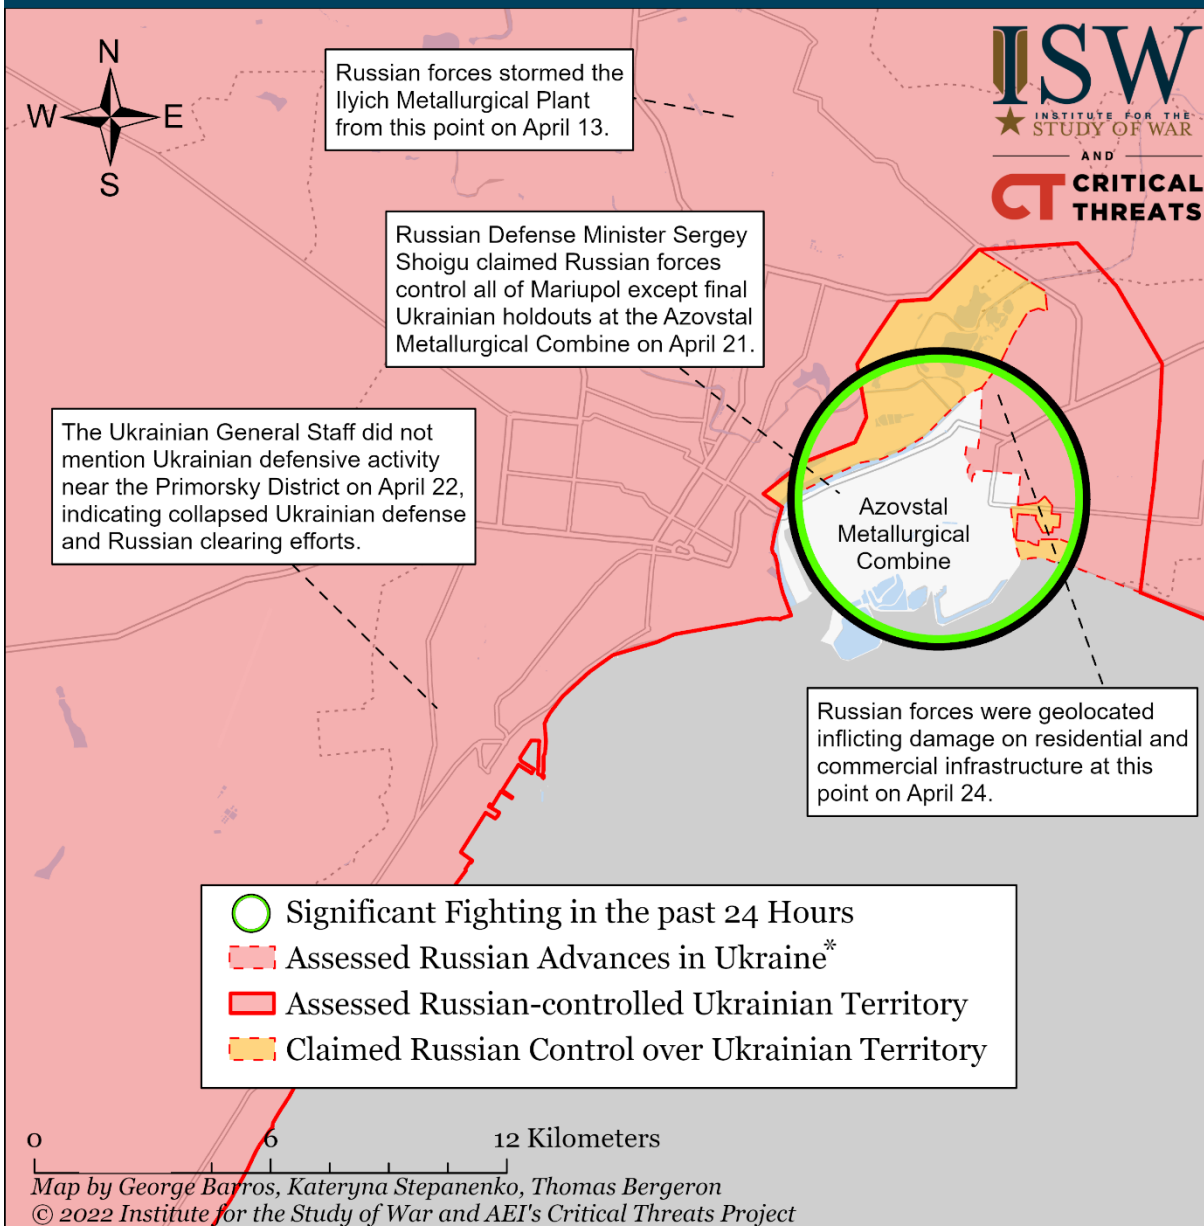 N
W E
S
Russian forces stormed the
Ilyich Metallurgical Plant
from this point on April 13.
ISW
INSTITUTE FOR THE
STUDY OF WAR
AND
CT CRITICAL
THREATS
Russian Defense Minister Sergey
Shoigu claimed Russian forces
control all of Mariupol except final
Ukrainian holdouts at the Azovstal
Metallurgical Combine on April 21.
The Ukrainian General Staff did not
mention Ukrainian defensive activity
near the Primorsky District on April 22,
indicating collapsed Ukrainian defense
and Russian clearing efforts.
Azovstal
Metallurgical
Combine
Russian forces were geolocated
inflicting damage on residential and
commercial infrastructure at this
point on April 24.
Significant Fighting in the past 24 Hours
Assessed Russian Advances in Ukraine*
Assessed Russian-controlled Ukrainian Territory
Claimed Russian Control over Ukrainian Territory
0 6 12 Kilometers
Map by George Barros, Kateryna Stepanenko, Thomas Bergeron
© 2022 Institute for the Study of War and AEI's Critical Threats Project